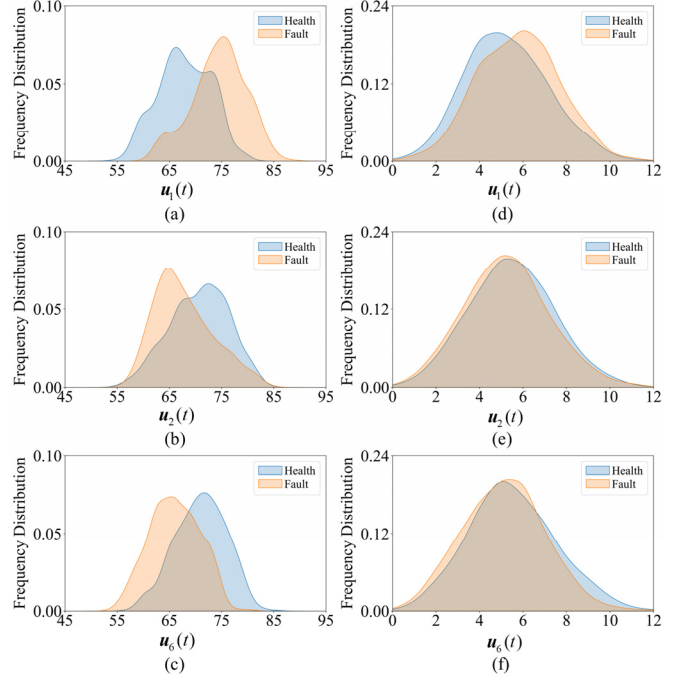 0.10
Health
Fault
Frequency Distribution
0.05
0.00
45 55 65 75 85 95
u1(t)
(a)
0.24
Health
Fault
Frequency Distribution
0.12
0.00
0 2 4 6 8 10 12
u1(t)
(d)
0.10
Health
Fault
Frequency Distribution
0.05
0.00
45 55 65 75 85 95
u2(t)
(b)
0.24
Health
Fault
Frequency Distribution
0.12
0.00
0 2 4 6 8 10 12
u2(t)
(e)
0.10
Health
Fault
Frequency Distribution
0.05
0.00
45 55 65 75 85 95
u6(t)
(c)
0.24
Health
Fault
Frequency Distribution
0.12
0.00
0 2 4 6 8 10 12
u6(t)
(f)